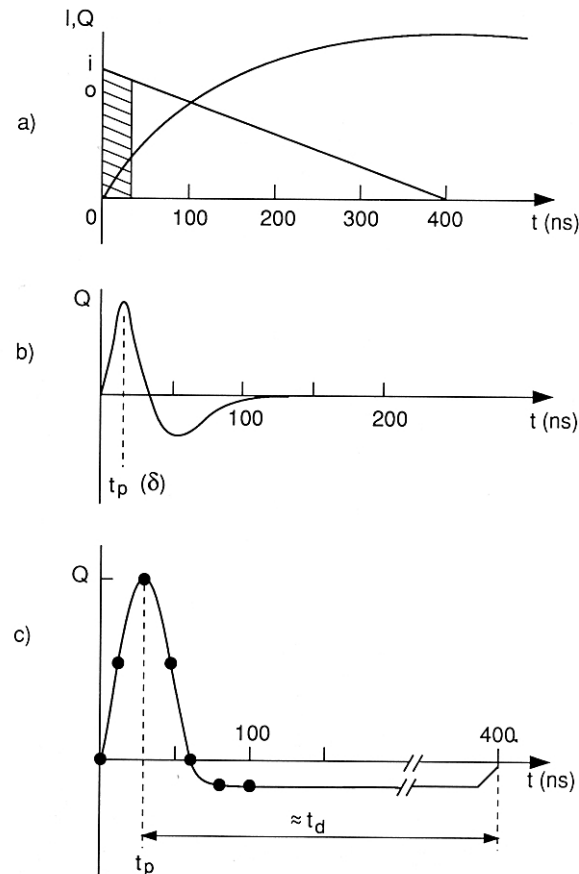 I,Q
i
o
a)
0 100 200 300 400
t (ns)
Q
b)
100 200
t (ns)
tp (δ)
Q
c)
100 400
t (ns)
≈ td
tp